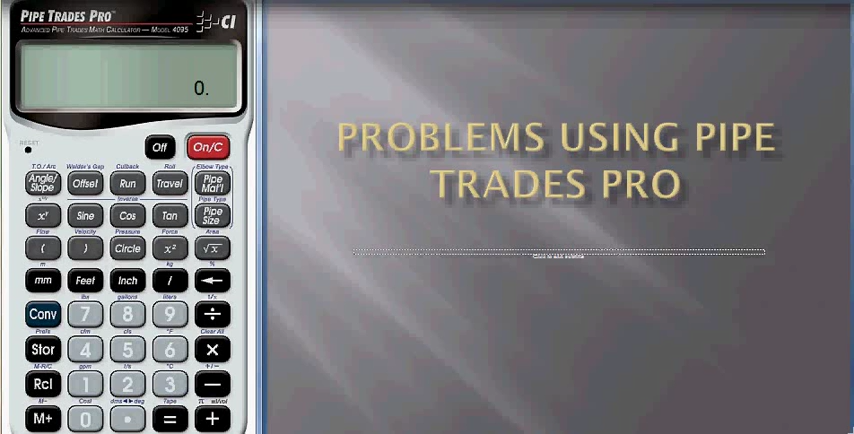 PIPE TRADES PRO™ CI
ADVANCED PIPE TRADES MATH CALCULATOR — MODEL 4095
0.
PROBLEMS USING PIPE
TRADES PRO
RESET
Off On/C
T.O./Arc Welder's Gap Cutback Roll Elbow Type
Angle/Slope Offset Run Travel Pipe Mat'l
Inverse Pipe Type
xʸ Sine Cos Tan Pipe Size
Flow Velocity Pressure Force Area
( ) Circle x² √x
m kg %
mm Feet Inch / ←
lbs gallons liters 1/x
Conv 7 8 9 ÷
Prefs cfm cfs °F Clear All
Stor 4 5 6 ×
M-R/C gpm f/s °C +/−
Rcl 1 2 3 −
M- Cost dms◄►deg Tape π
M+ 0 • = +